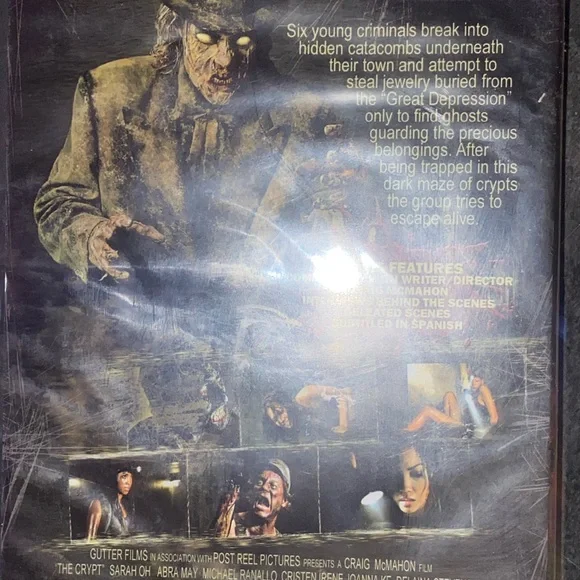 Six young criminals break into
hidden catacombs underneath
their town and attempt to
steal jewelry buried from
the "Great Depression"
only to find ghosts
guarding the precious
belongings. After
being trapped in this
dark maze of crypts
the group tries to
escape alive.
FEATURES
WRITER/DIRECTOR
MCMAHON
BEHIND THE SCENES
SCENES
IN SPANISH
GUTTER FILMS IN ASSOCIATION WITH POST REEL PICTURES PRESENTS A CRAIG McMAHON FILM
"THE CRYPT" SARAH OH ABRA MAY MICHAEL RANALLO CRISTEN IRENE